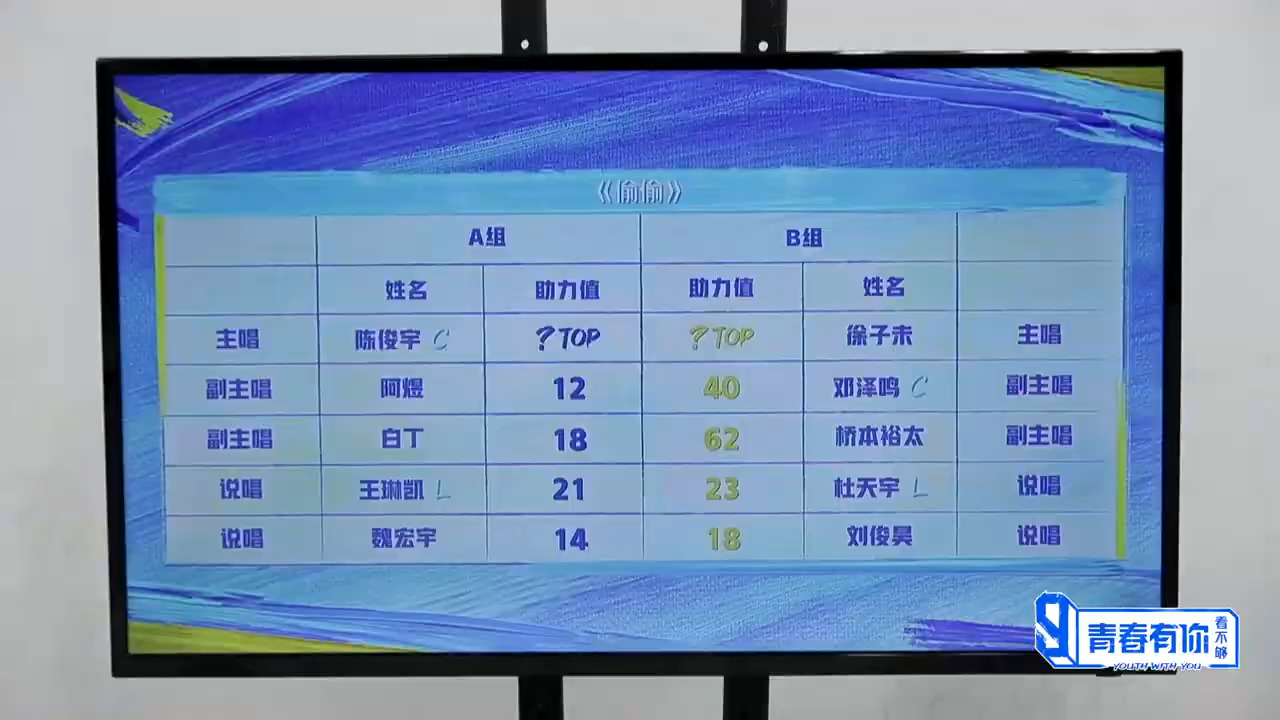 《偷偷》
A组 B组
姓名 助力值 助力值 姓名
主唱 陈俊宇 C ?TOP ?TOP 徐子未 主唱
副主唱 阿煜 12 40 邓泽鸣 C 副主唱
副主唱 白丁 18 62 桥本裕太 副主唱
说唱 王琳凯 L 21 23 杜天宇 L 说唱
说唱 魏宏宇 14 18 刘俊昊 说唱
青春有你 看不够
YOUTH WITH YOU